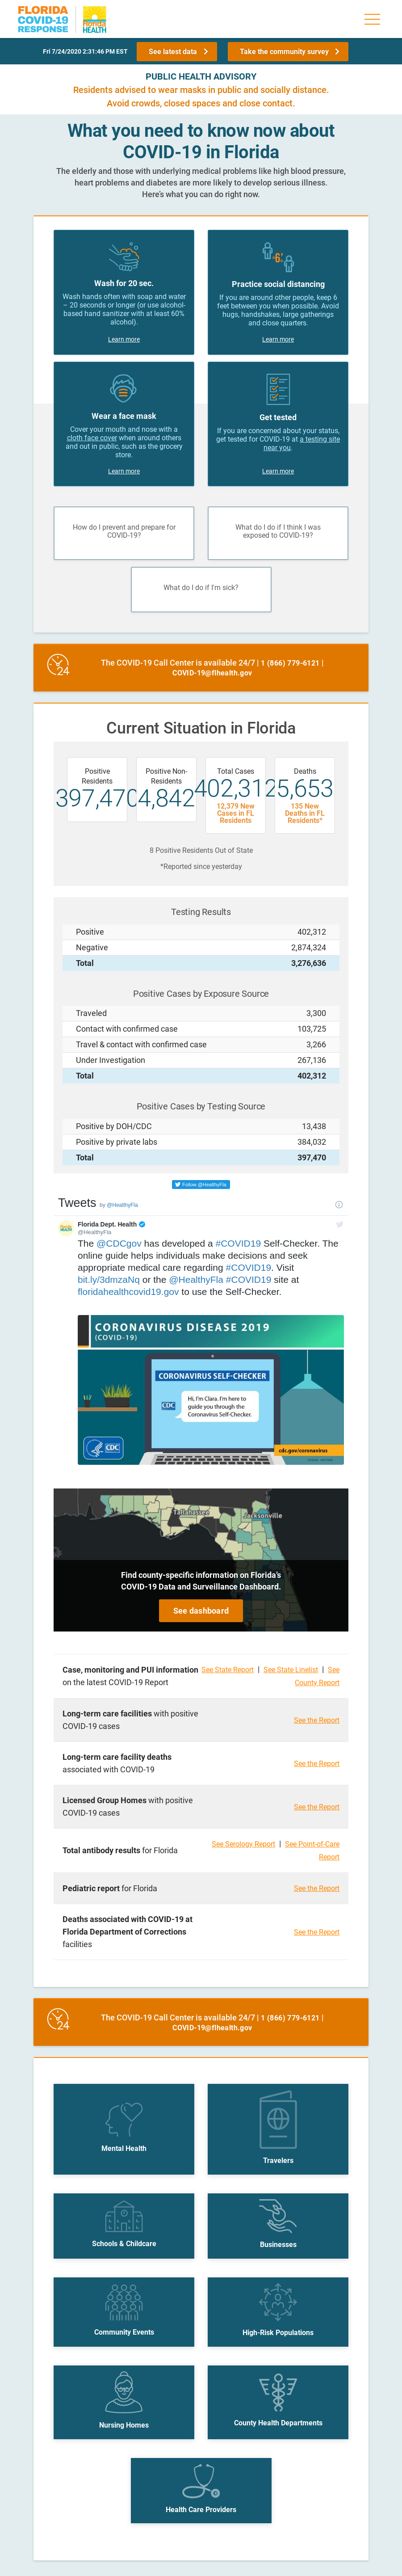 FLORIDA
COVID-19
RESPONSE
Florida
HEALTH
Fri 7/24/2020 2:31:46 PM EST
See latest data
Take the community survey
PUBLIC HEALTH ADVISORY
Residents advised to wear masks in public and socially distance.
Avoid crowds, closed spaces and close contact.
What you need to know now about
COVID-19 in Florida
The elderly and those with underlying medical problems like high blood pressure,
heart problems and diabetes are more likely to develop serious illness.
Here's what you can do right now.
Wash for 20 sec.
Wash hands often with soap and water
– 20 seconds or longer (or use alcohol-
based hand sanitizer with at least 60%
alcohol).
Learn more
6'
Practice social distancing
If you are around other people, keep 6
feet between you when possible. Avoid
hugs, handshakes, large gatherings
and close quarters.
Learn more
Wear a face mask
Cover your mouth and nose with a
cloth face cover when around others
and out in public, such as the grocery
store.
Learn more
Get tested
If you are concerned about your status,
get tested for COVID-19 at a testing site
near you.
Learn more
How do I prevent and prepare for
COVID-19?
What do I do if I think I was
exposed to COVID-19?
What do I do if I'm sick?
24
The COVID-19 Call Center is available 24/7 | 1 (866) 779-6121 |
COVID-19@flhealth.gov
Current Situation in Florida
Positive
Residents
397,470
Positive Non-
Residents
4,842
Total Cases
402,312
12,379 New
Cases in FL
Residents
Deaths
5,653
135 New
Deaths in FL
Residents*
8 Positive Residents Out of State
*Reported since yesterday
Testing Results
Positive 402,312
Negative 2,874,324
Total 3,276,636
Positive Cases by Exposure Source
Traveled 3,300
Contact with confirmed case 103,725
Travel & contact with confirmed case 3,266
Under Investigation 267,136
Total 402,312
Positive Cases by Testing Source
Positive by DOH/CDC 13,438
Positive by private labs 384,032
Total 397,470
Follow @HealthyFla
Tweets by @HealthyFla
Florida Dept. Health
@HealthyFla
The @CDCgov has developed a #COVID19 Self-Checker. The
online guide helps individuals make decisions and seek
appropriate medical care regarding #COVID19. Visit
bit.ly/3dmzaNq or the @HealthyFla #COVID19 site at
floridahealthcovid19.gov to use the Checker.
CORONAVIRUS DISEASE 2019
(COVID-19)
CORONAVIRUS SELF-CHECKER
CDC
Hi, I'm Clara. I'm here to
guide you through the
Coronavirus Self-Checker.
CDC
cdc.gov/coronavirus
Tallahassee
Jacksonville
Find county-specific information on Florida's
COVID-19 Data and Surveillance Dashboard.
See dashboard
Case, monitoring and PUI information See State Report | See State Linelist | See
on the latest COVID-19 Report County Report
Long-term care facilities with positive
COVID-19 cases
See the Report
Long-term care facility deaths
associated with COVID-19
See the Report
Licensed Group Homes with positive
COVID-19 cases
See the Report
Total antibody results for Florida
See Serology Report | See Point-of-Care
Report
Pediatric report for Florida See the Report
Deaths associated with COVID-19 at
Florida Department of Corrections
facilities
See the Report
24
The COVID-19 Call Center is available 24/7 | 1 (866) 779-6121 |
COVID-19@flhealth.gov
Mental Health
Travelers
Schools & Childcare
Businesses
Community Events
High-Risk Populations
Nursing Homes
County Health Departments
Health Care Providers